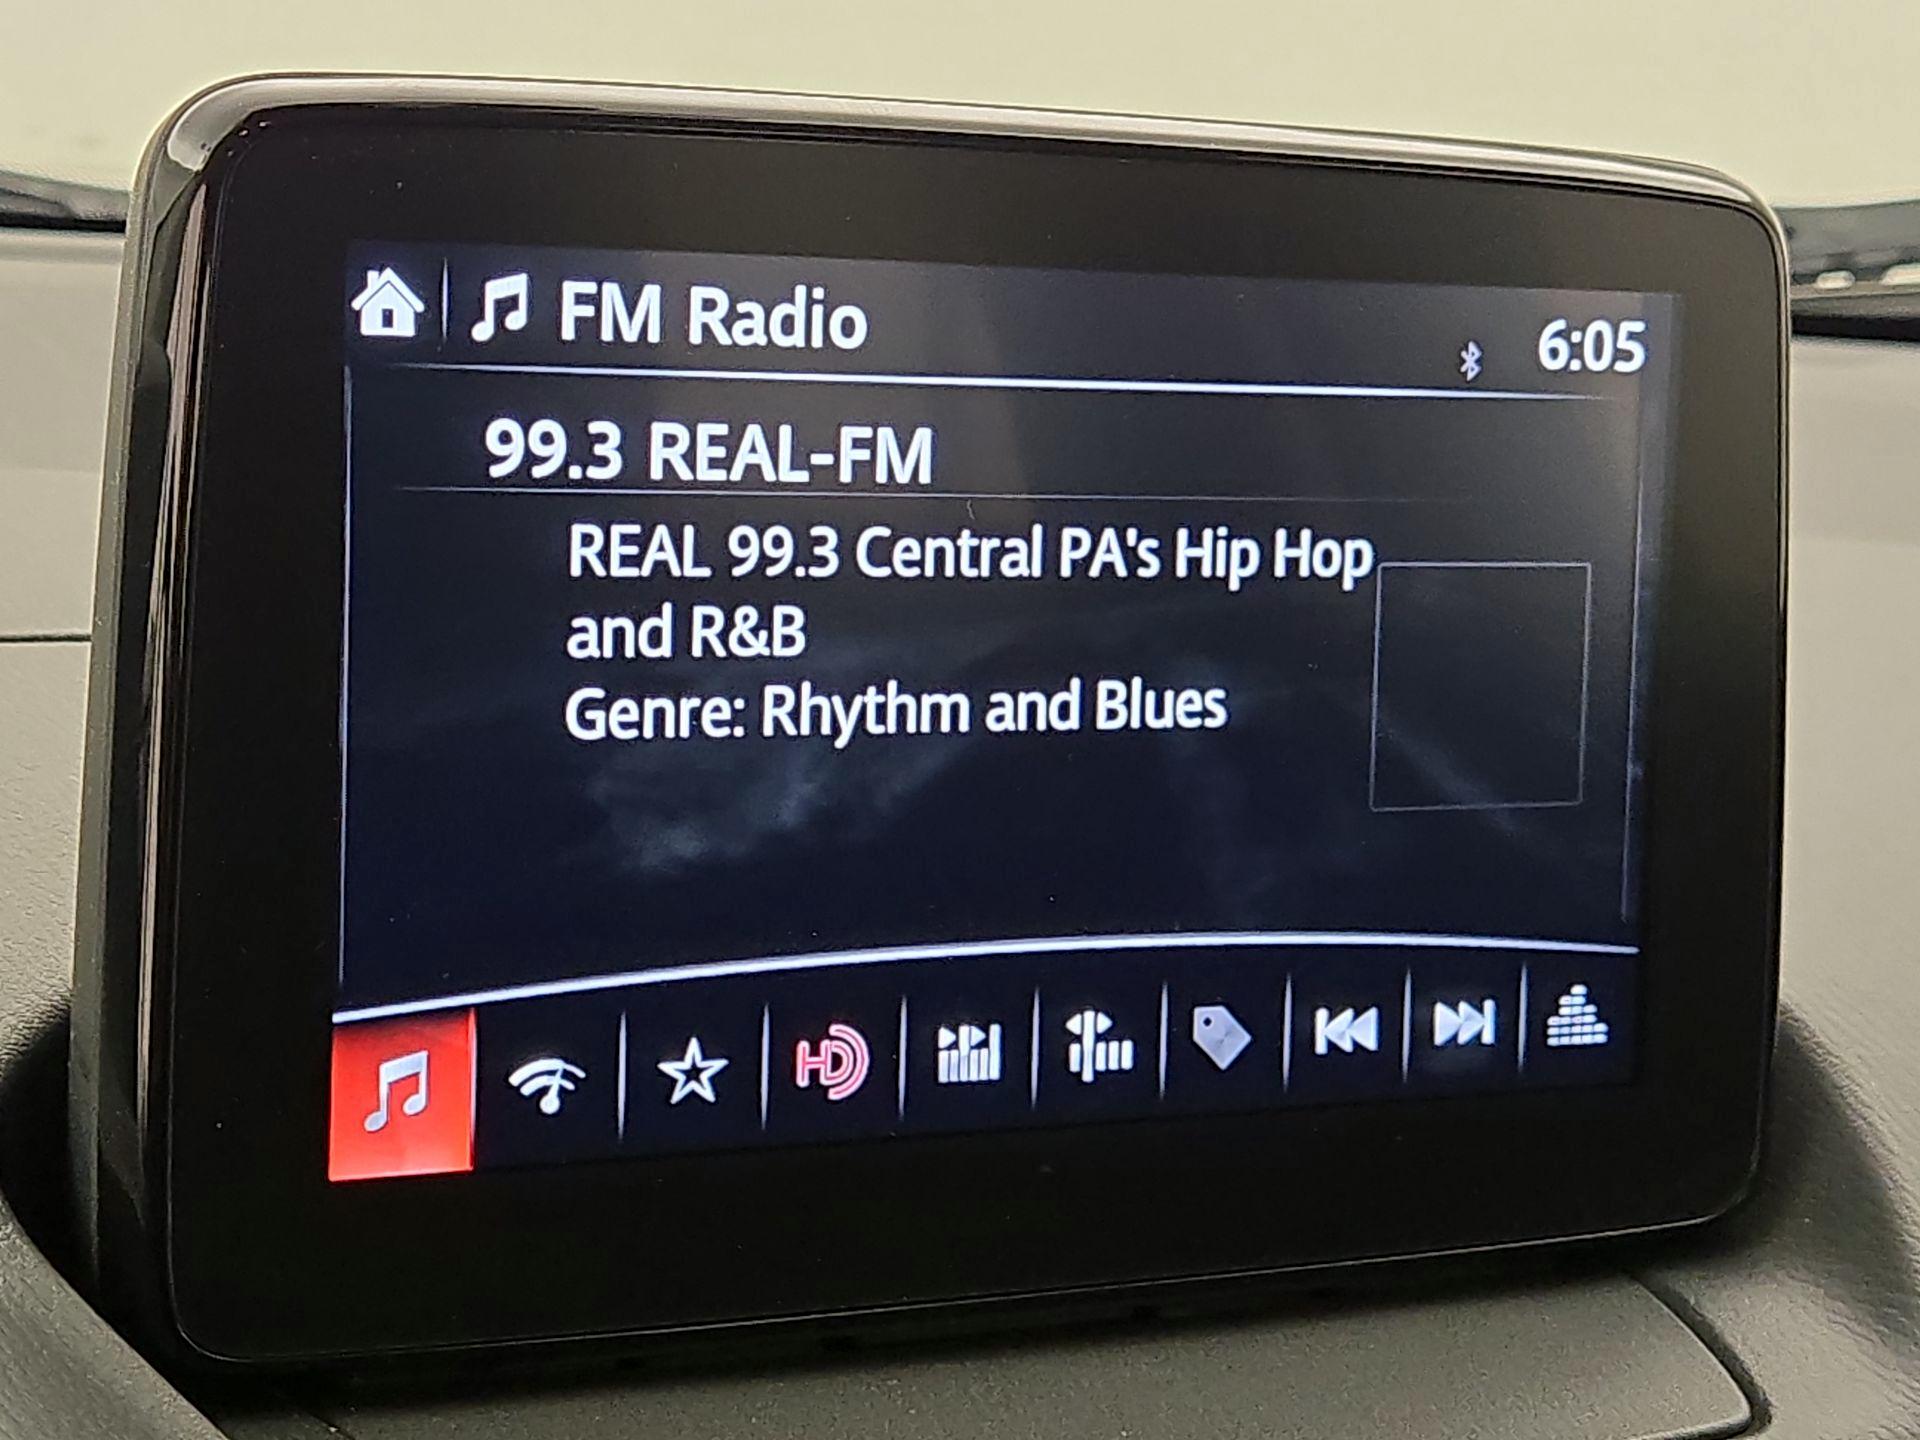 FM Radio
6:05
99.3 REAL-FM
REAL 99.3 Central PA's Hip Hop
and R&B
Genre: Rhythm and Blues
HD